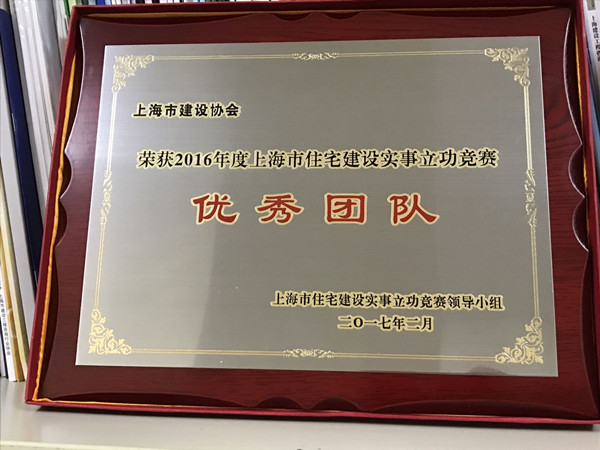 上海市建设协会
荣获2016年度上海市住宅建设实事立功竞赛
优秀团队
上海市住宅建设实事立功竞赛领导小组
二〇一七年二月